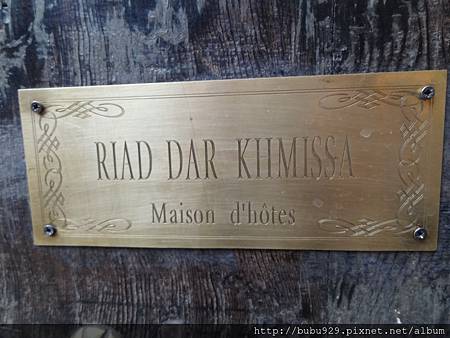 RIAD DAR KHMISSA
Maison d'hôtes
http://bubu929.pixnet.net/album